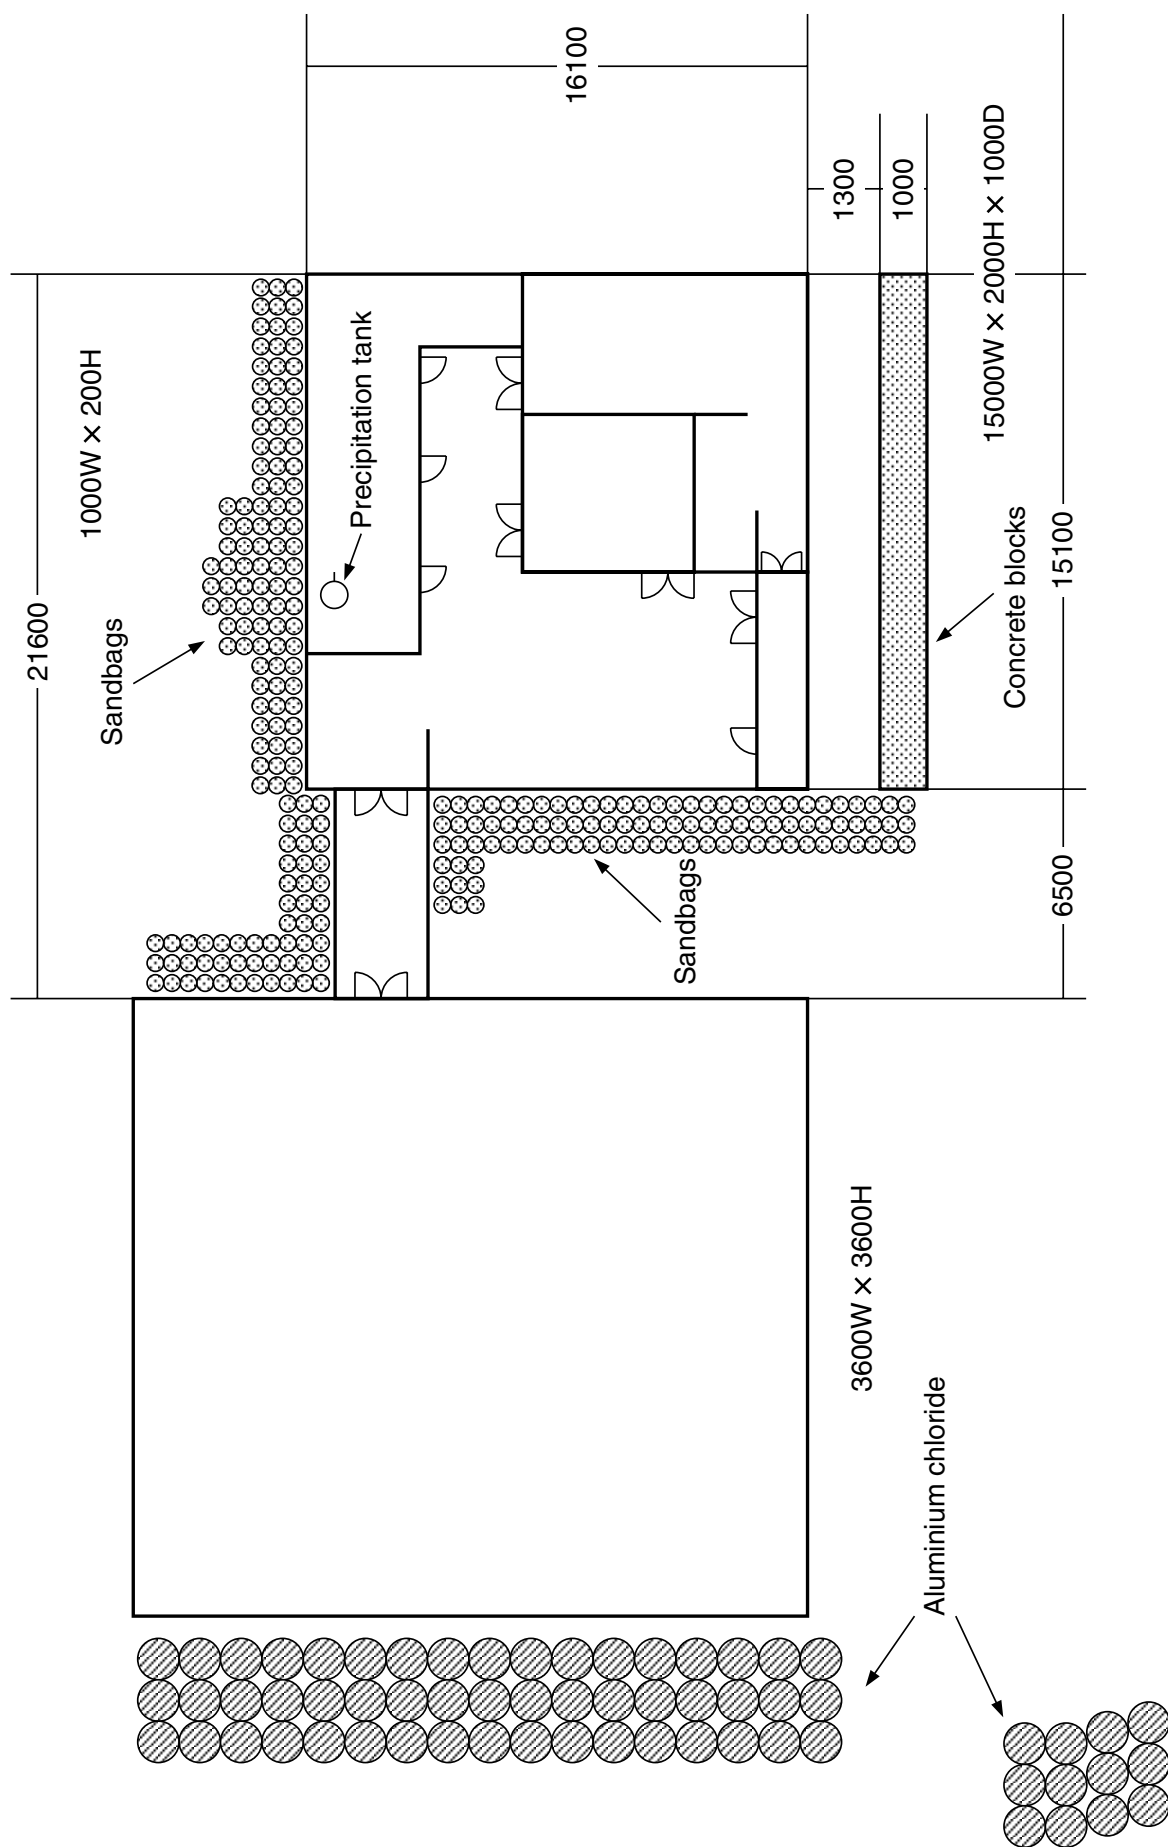 21600
Sandbags
1000W × 200H
16100
Precipitation tank
1300
1000
15000W × 2000H × 1000D
Concrete blocks
15100
6500
Sandbags
3600W × 3600H
Aluminium chloride